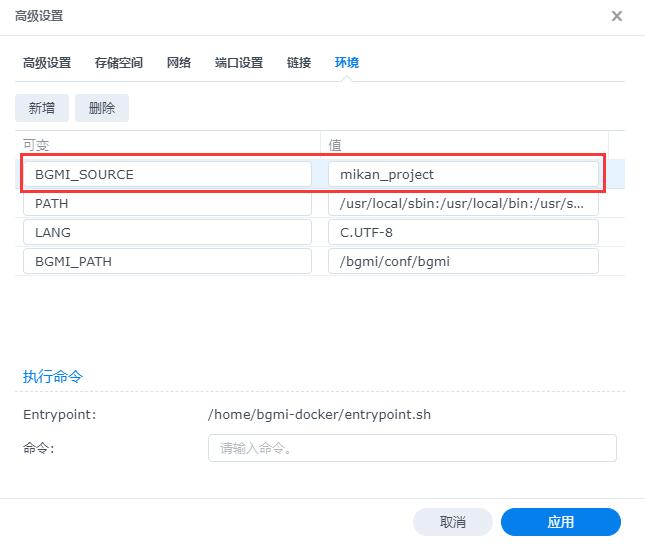 高级设置
高级设置 存储空间 网络 端口设置 链接 环境
新增 删除
可变 值
BGMI_SOURCE mikan_project
PATH /usr/local/sbin:/usr/local/bin:/usr/s...
LANG C.UTF-8
BGMI_PATH /bgmi/conf/bgmi
执行命令
Entrypoint: /home/bgmi-docker/entrypoint.sh
命令: 请输入命令。
取消 应用